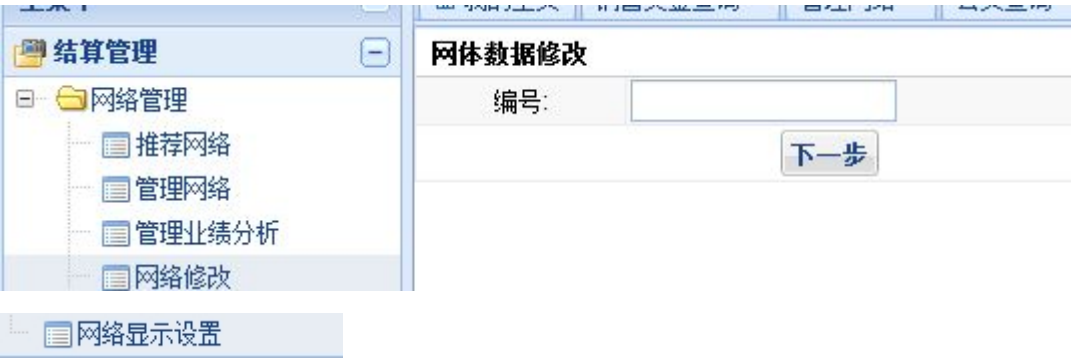 结算管理
网络管理
推荐网络
管理网络
管理业绩分析
网络修改
网络显示设置
网体数据修改
编号:
下一步